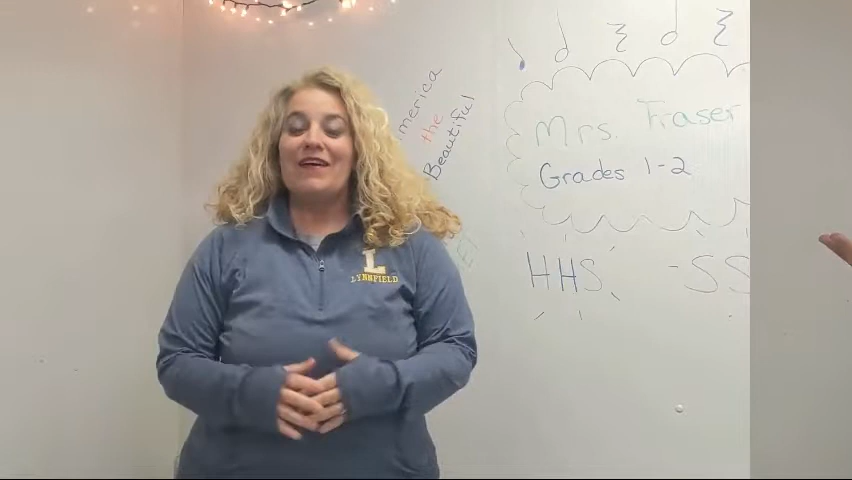 America
the
Beautiful
Mrs. Fraser
Grades 1-2
HHS - SS
L
LYNNFIELD